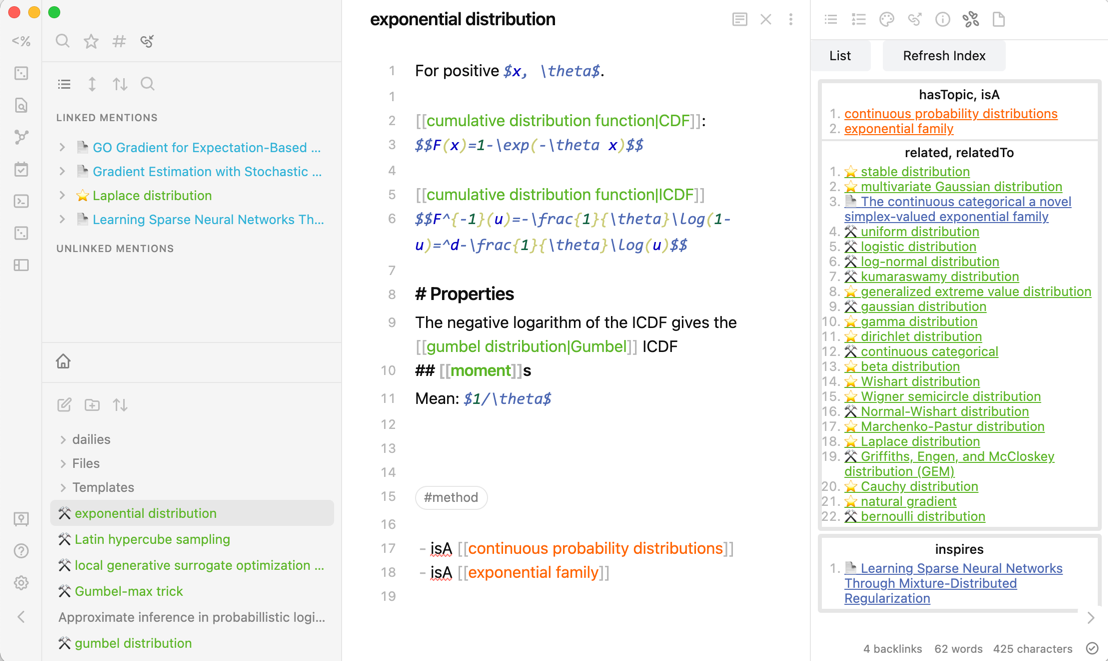 <%
LINKED MENTIONS
GO Gradient for Expectation-Based ...
Gradient Estimation with Stochastic ...
Laplace distribution
Learning Sparse Neural Networks Th...
UNLINKED MENTIONS
dailies
Files
Templates
exponential distribution
Latin hypercube sampling
local generative surrogate optimization ...
Gumbel-max trick
Approximate inference in probabillistic logi...
gumbel distribution
exponential distribution
1 For positive $x, \theta$.
1
2 [[cumulative distribution function|CDF]]:
3 $$F(x)=1-\exp(-\theta x)$$
4
5 [[cumulative distribution function|ICDF]]
6 $$F^{-1}(u)=-\frac{1}{\theta}\log(1-
u)=^d-\frac{1}{\theta}\log(u)$$
7
8 # Properties
9 The negative logarithm of the ICDF gives the
[[gumbel distribution|Gumbel]] ICDF
10 ## [[moment]]s
11 Mean: $1/\theta$
12
13
14
15 #method
16
17 - isA [[continuous probability distributions]]
18 - isA [[exponential family]]
19
List Refresh Index
hasTopic, isA
1. continuous probability distributions
2. exponential family
related, relatedTo
1. stable distribution
2. multivariate Gaussian distribution
3. The continuous categorical a novel
simplex-valued exponential family
4. uniform distribution
5. logistic distribution
6. log-normal distribution
7. kumaraswamy distribution
8. generalized extreme value distribution
9. gaussian distribution
10. gamma distribution
11. dirichlet distribution
12. continuous categorical
13. beta distribution
14. Wishart distribution
15. Wigner semicircle distribution
16. Normal-Wishart distribution
17. Marchenko-Pastur distribution
18. Laplace distribution
19. Griffiths, Engen, and McCloskey
distribution (GEM)
20. Cauchy distribution
21. natural gradient
22. bernoulli distribution
inspires
1. Learning Sparse Neural Networks
Through Mixture-Distributed
Regularization
4 backlinks 62 words 425 characters